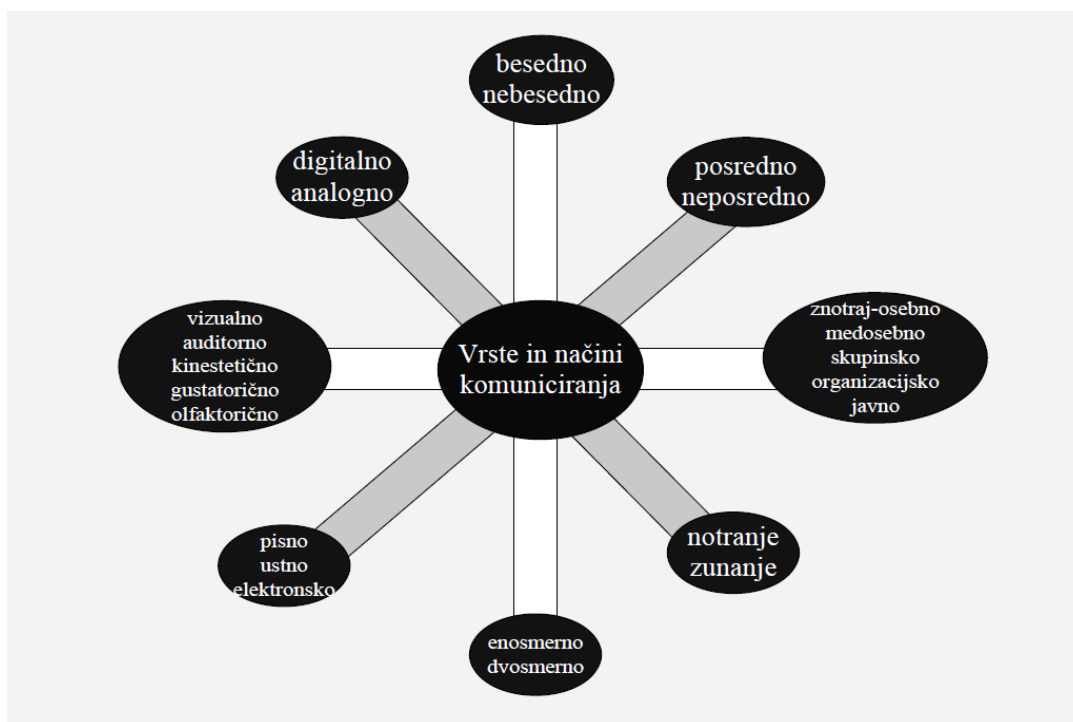 besedno
nebesedno
digitalno
analogno
posredno
neposredno
vizualno
auditorno
kinestetično
gustatorično
olfaktorično
Vrste in načini
komuniciranja
znotraj-osebno
medosebno
skupinsko
organizacijsko
javno
pisno
ustno
elektronsko
notranje
zunanje
enosmerno
dvosmerno